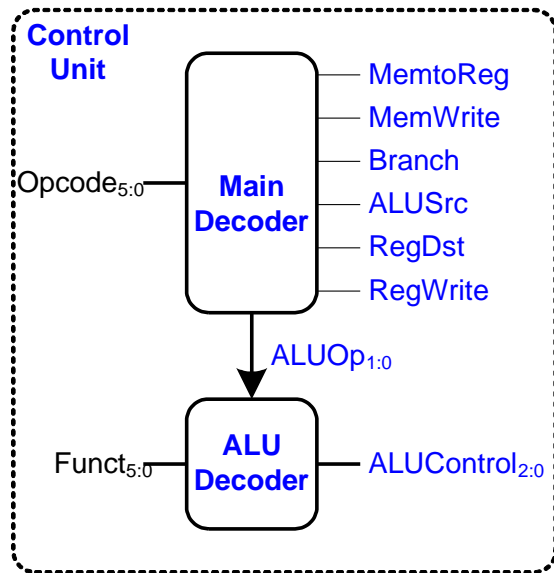 Control
Unit
MemtoReg
MemWrite
Branch
ALUSrc
RegDst
RegWrite
Opcode5:0
Main
Decoder
ALUOp1:0
Funct5:0
ALU
Decoder
ALUControl2:0